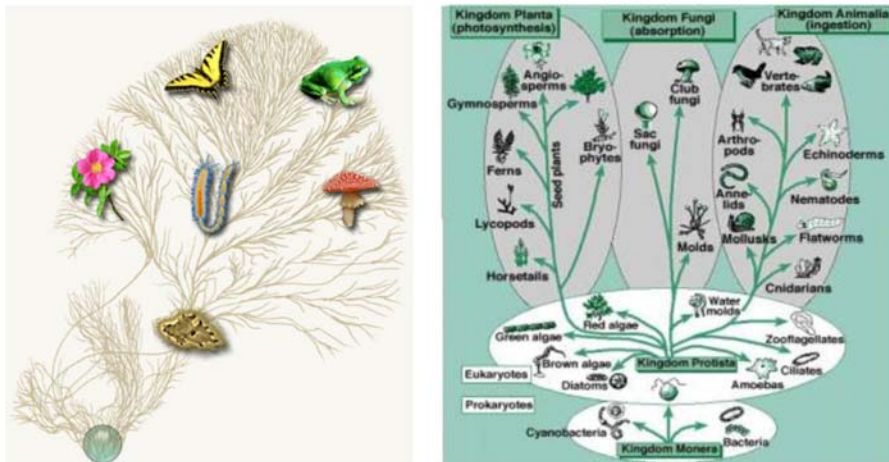 Kingdom Planta
(photosynthesis)
Kingdom Fungi
(absorption)
Kingdom Animalia
(ingestion)
Angio-
sperms
Gymnosperms
Ferns
Lycopods
Horsetails
Seed plants
Bryo-
phytes
Sac
fungi
Club
fungi
Molds
Verte-
brates
Arthro-
pods
Echinoderms
Anne-
lids
Nematodes
Mollusks
Flatworms
Cnidarians
Green algae
Red algae
Water
molds
Zooflagellates
Brown algae
Kingdom Protista
Ciliates
Eukaryotes
Diatoms
Amoebas
Prokaryotes
Cyanobacteria
Kingdom Monera
Bacteria